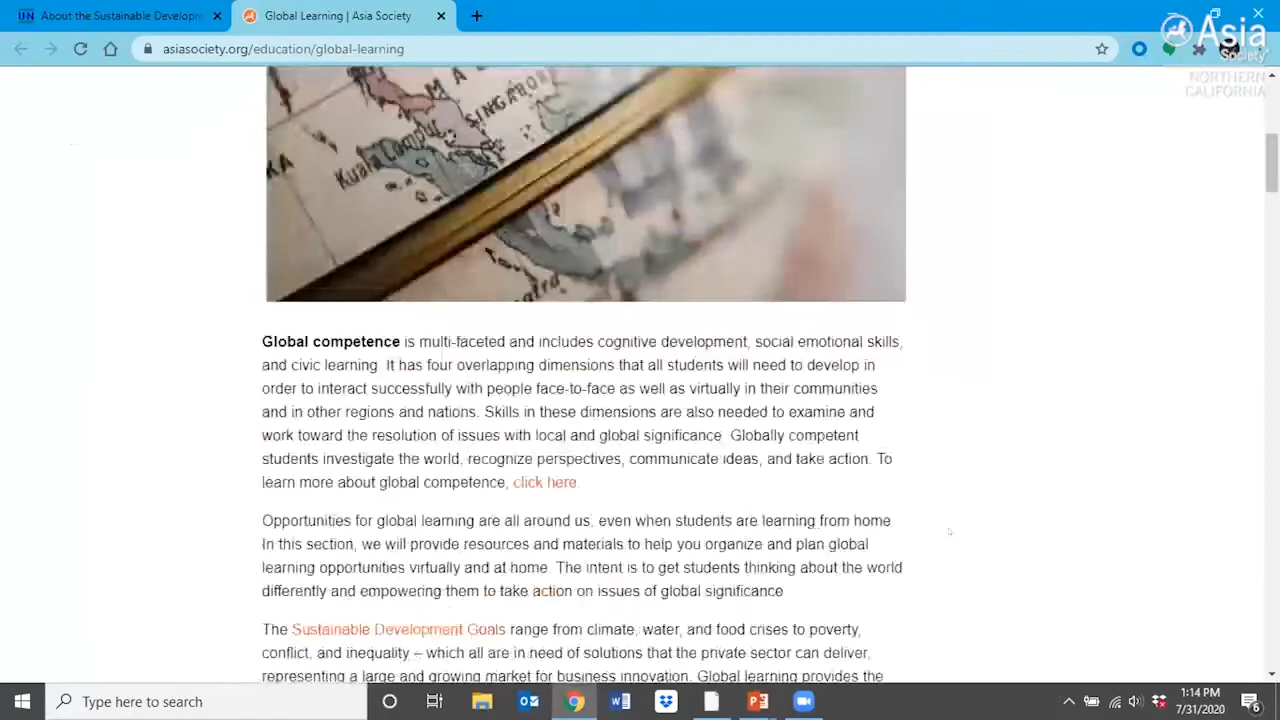 About the Sustainable Developm
Global Learning | Asia Society
asiasociety.org/education/global-learning
Asia
Society
NORTHERN
CALIFORNIA
KA
MA
SINGAPORE
Kuala Lumpur
Global competence is multi-faceted and includes cognitive development, social emotional skills,
and civic learning. It has four overlapping dimensions that all students will need to develop in
order to interact successfully with people face-to-face as well as virtually in their communities
and in other regions and nations. Skills in these dimensions are also needed to examine and
work toward the resolution of issues with local and global significance. Globally competent
students investigate the world, recognize perspectives, communicate ideas, and take action. To
learn more about global competence, click here.
Opportunities for global learning are all around us, even when students are learning from home.
In this section, we will provide resources and materials to help you organize and plan global
learning opportunities virtually and at home. The intent is to get students thinking about the world
differently and empowering them to take action on issues of global significance
The Sustainable Development Goals range from climate, water, and food crises to poverty,
conflict, and inequality – which all are in need of solutions that the private sector can deliver,
representing a large and growing market for business innovation. Global learning provides the
Type here to search
1:14 PM
7/31/2020
6